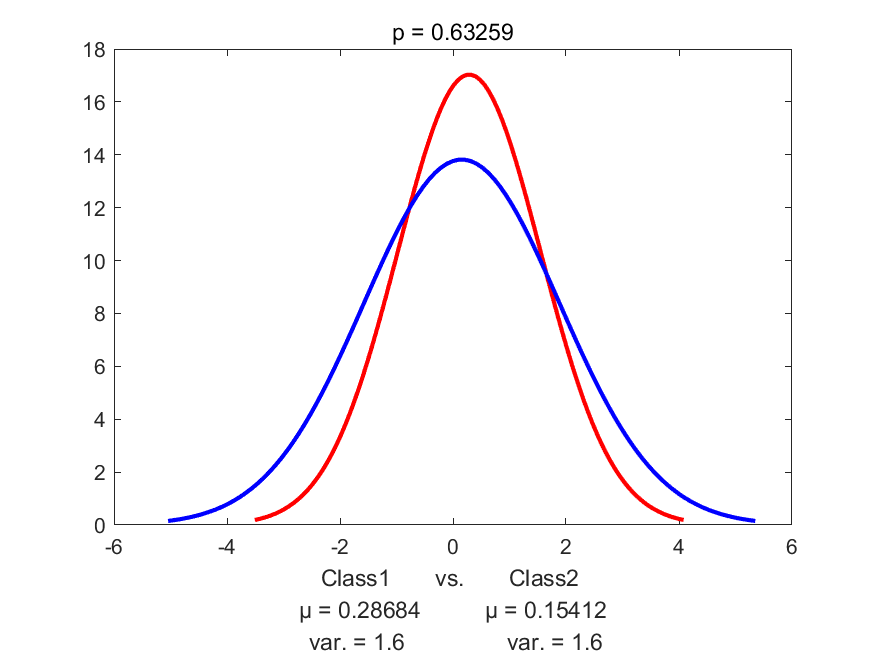 p = 0.63259
18
16
14
12
10
8
6
4
2
0
-6 -4 -2 0 2 4 6
Class1 vs. Class2
μ = 0.28684 μ = 0.15412
var. = 1.6 var. = 1.6